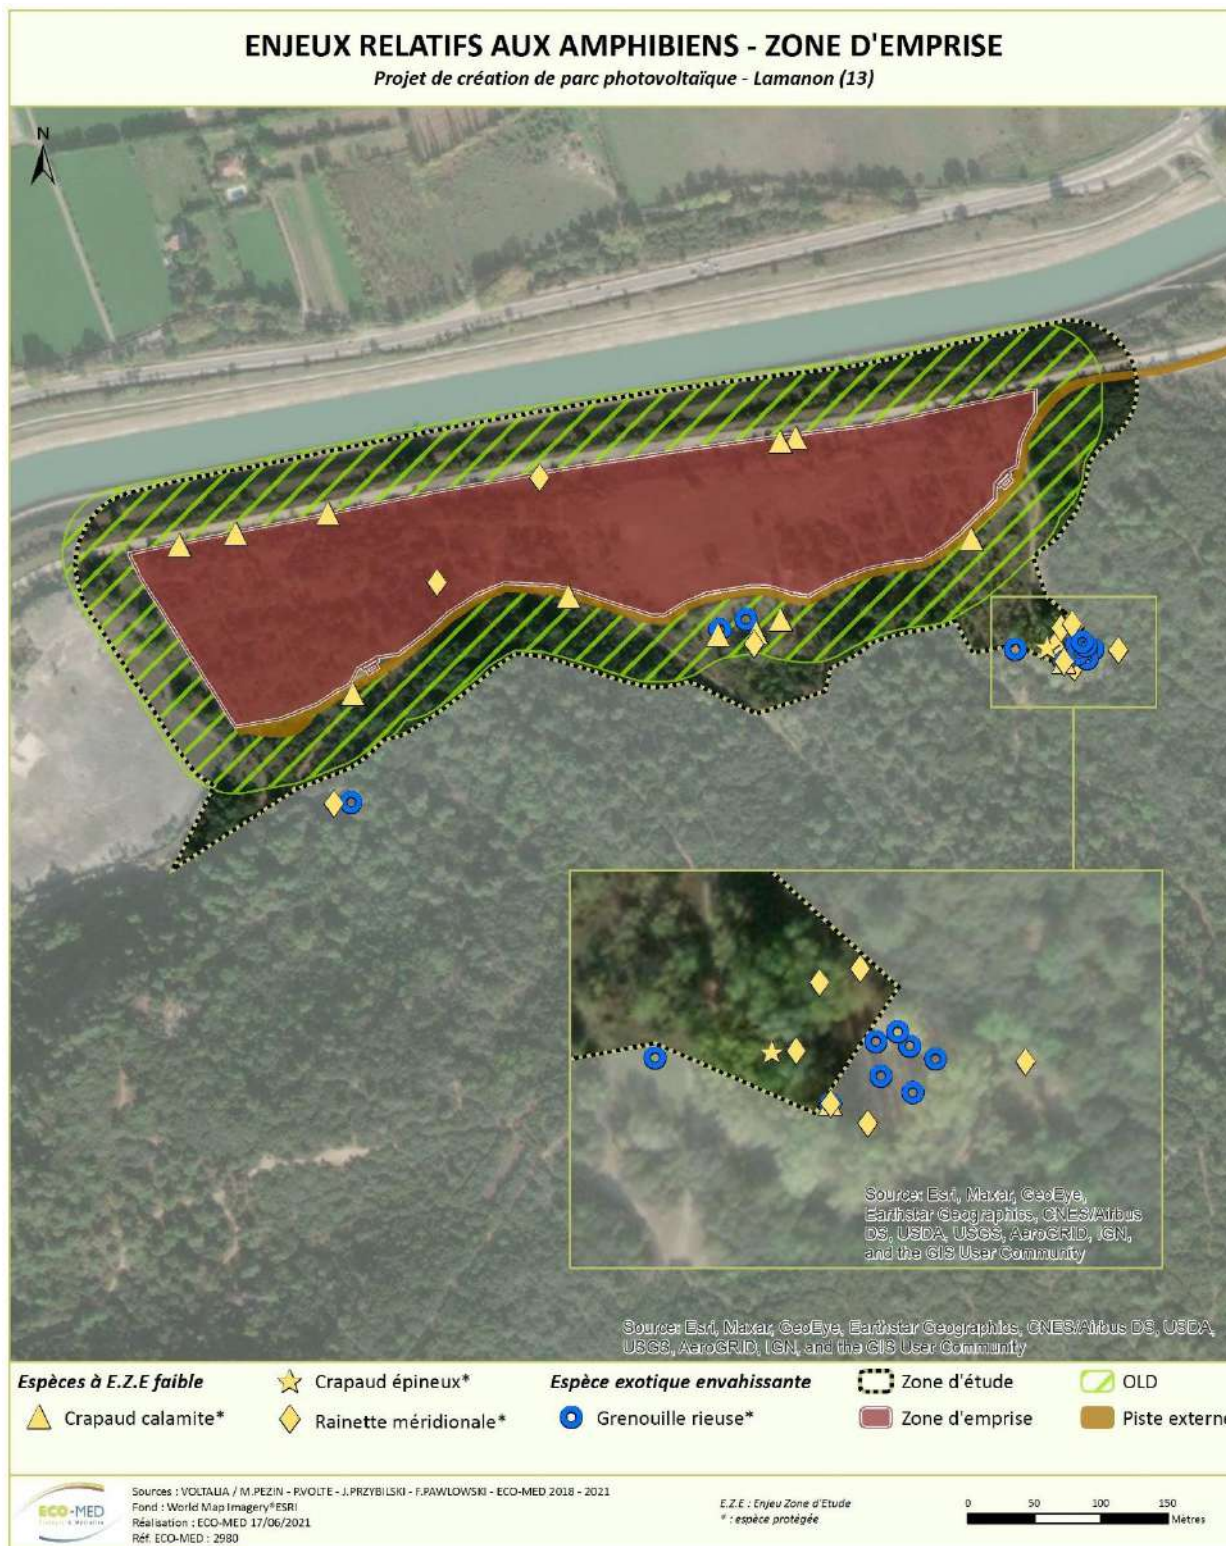 ENJEUX RELATIFS AUX AMPHIBIENS - ZONE D'EMPRISE
Projet de création de parc photovoltaïque - Lamanon (13)
N
Source: Esri, Maxar, GeoEye,
Earthstar Geographics, CNES/Airbus
DS, USDA, USGS, AeroGRID, IGN,
and the GIS User Community
Source: Esri, Maxar, GeoEye, Earthstar Geographics, CNES/Airbus DS, USDA,
USGS, AeroGRID, IGN, and the GIS User Community
Espèces à E.Z.E faible
Crapaud calamite*
Crapaud épineux*
Rainette méridionale*
Espèce exotique envahissante
Grenouille rieuse*
Zone d'étude
Zone d'emprise
OLD
Piste extern
ECO-MED
Sources : VOLTALIA / M.PEZIN - P.VOLTE - J.PRZYBILSKI - F.PAWLOWSKI - ECO-MED 2018 - 2021
Fond : World Map Imagery®ESRI
Réalisation : ECO-MED 17/06/2021
Réf. ECO-MED : 2980
E.Z.E : Enjeu Zone d'Etude
* : espèce protégée
0 50 100 150
Mètres